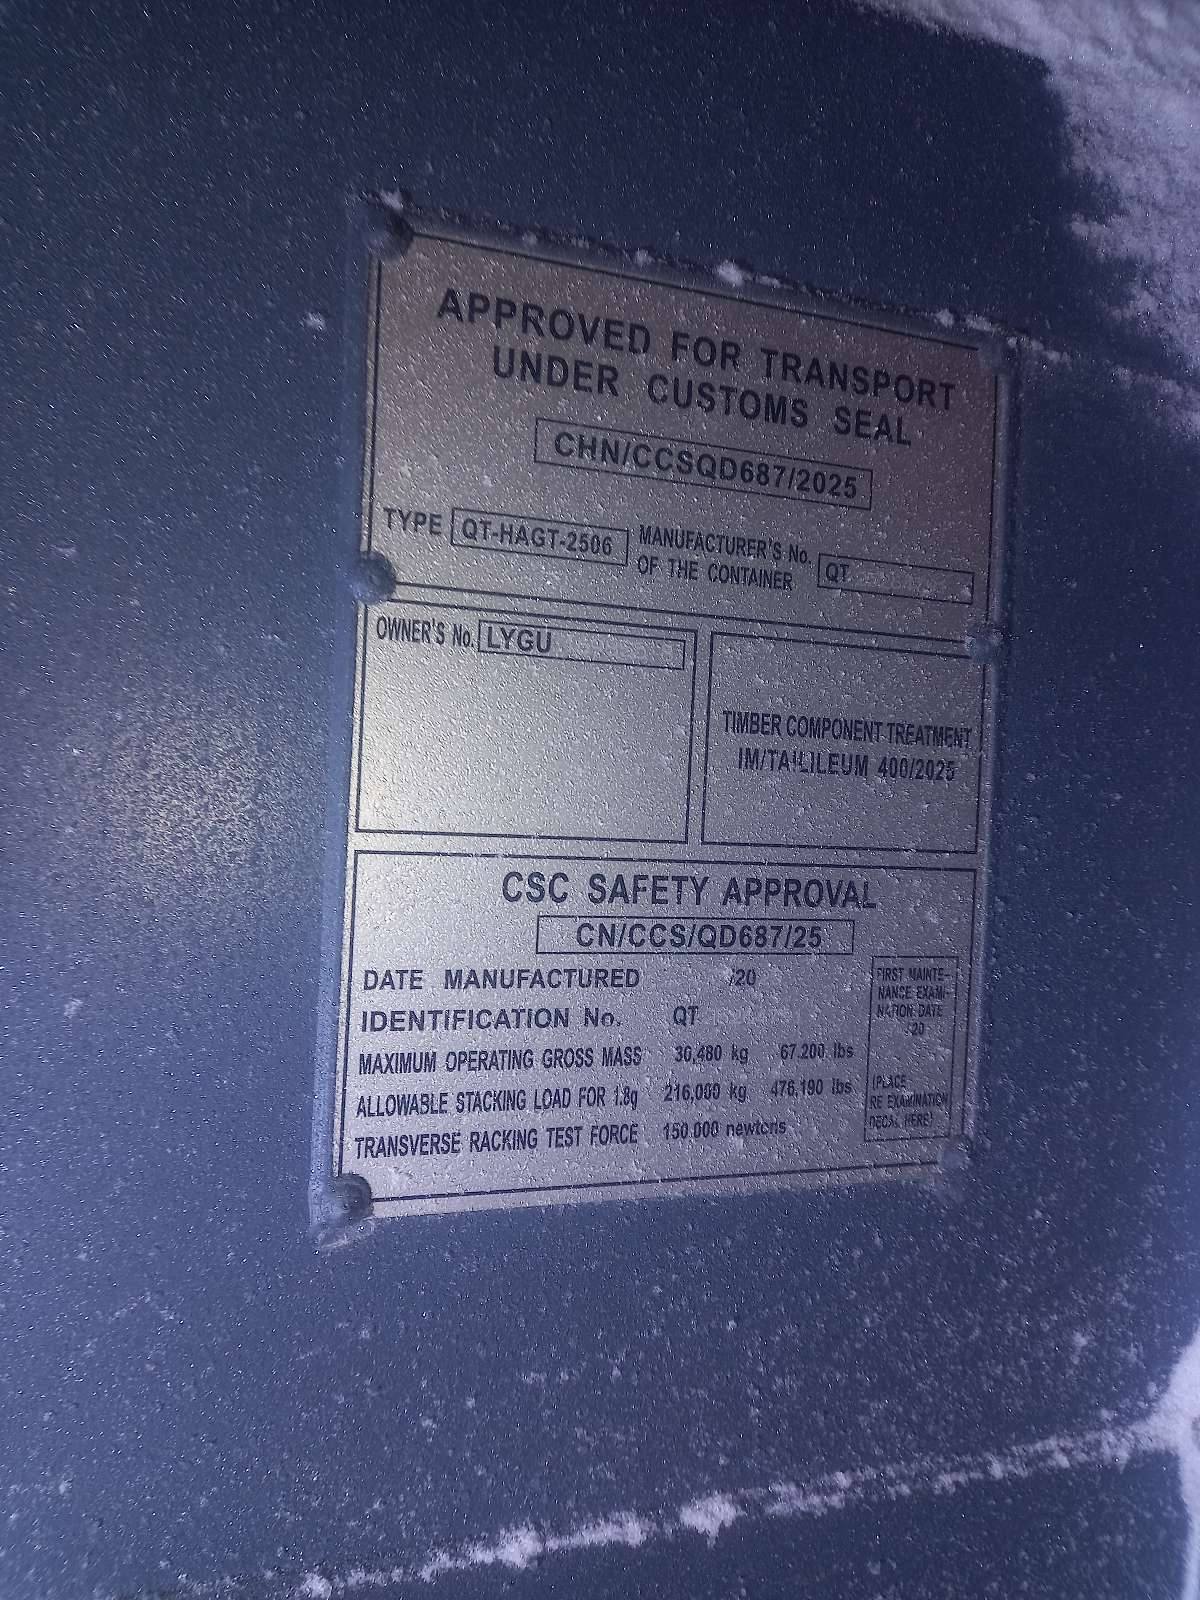 APPROVED FOR TRANSPORT
UNDER CUSTOMS SEAL
CHN/CCSQD687/2025
TYPE QT-HAGT-2506
MANUFACTURER'S No.
OF THE CONTAINER QT
OWNER'S No. LYGU
TIMBER COMPONENT TREATMENT
400/2025
CSC SAFETY APPROVAL
CN/CCS/QD687/25
DATE MANUFACTURED /20
IDENTIFICATION No. QT
MAXIMUM OPERATING GROSS MASS 30,480 kg 67,200 lbs
ALLOWABLE STACKING LOAD FOR 1.8g 216,000 kg 476,190 lbs
TRANSVERSE RACKING TEST FORCE 150.000 newtons
FIRST MAINTE-
NANCE EXAMI-
NATION DATE
/20
(PLACE
RE EXAMINATION
DECAL HERE)